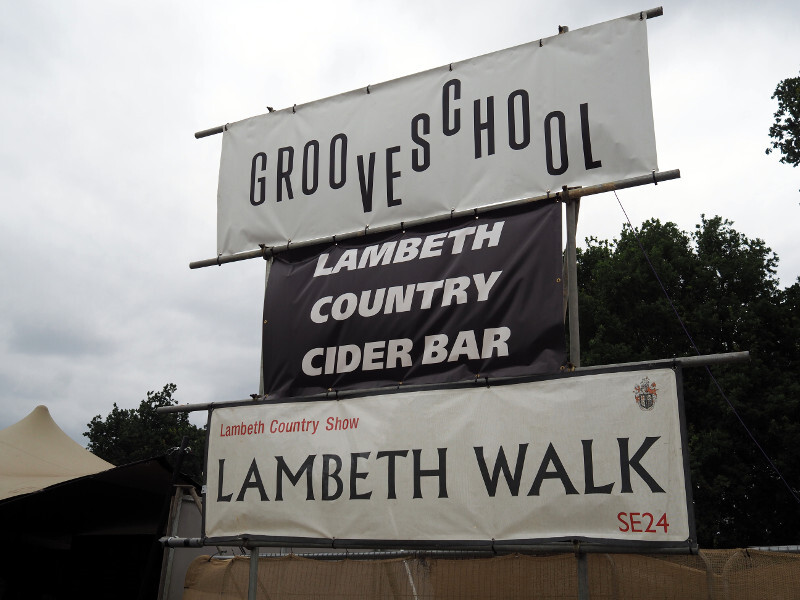 GROOVESCHOOL
LAMBETH
COUNTRY
CIDER BAR
Lambeth Country Show
LAMBETH WALK
SE24